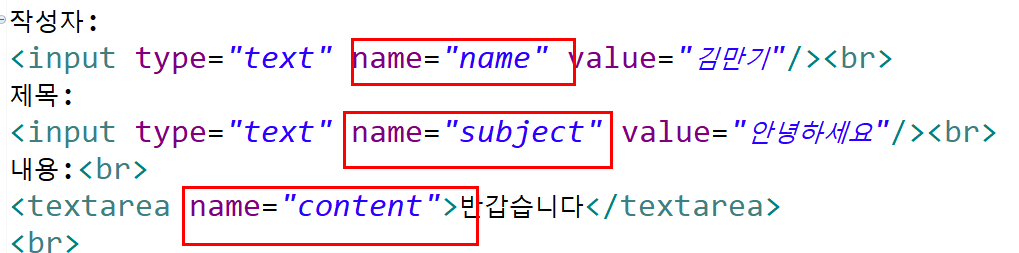 작성자:
<input type="text" name="name" value="김만기"/><br>
제목:
<input type="text" name="subject" value="안녕하세요"/><br>
내용:<br>
<textarea name="content">반갑습니다</textarea>
<br>